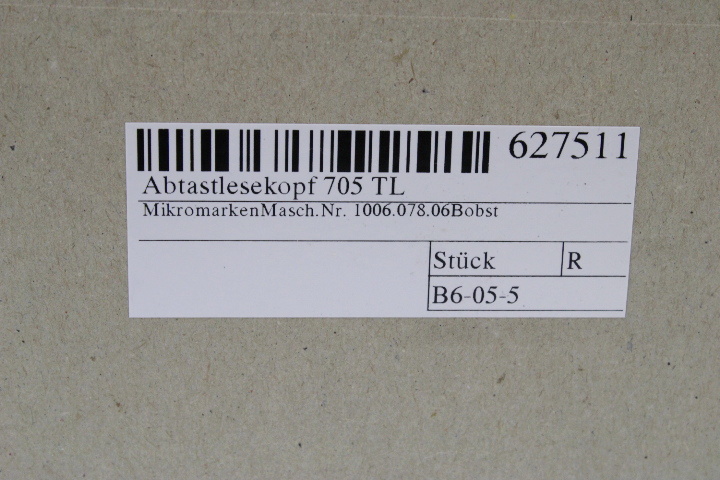 627511
Abtastlesekopf 705 TL
MikromarkenMasch.Nr. 1006.078.06Bobst
Stück R
B6-05-5